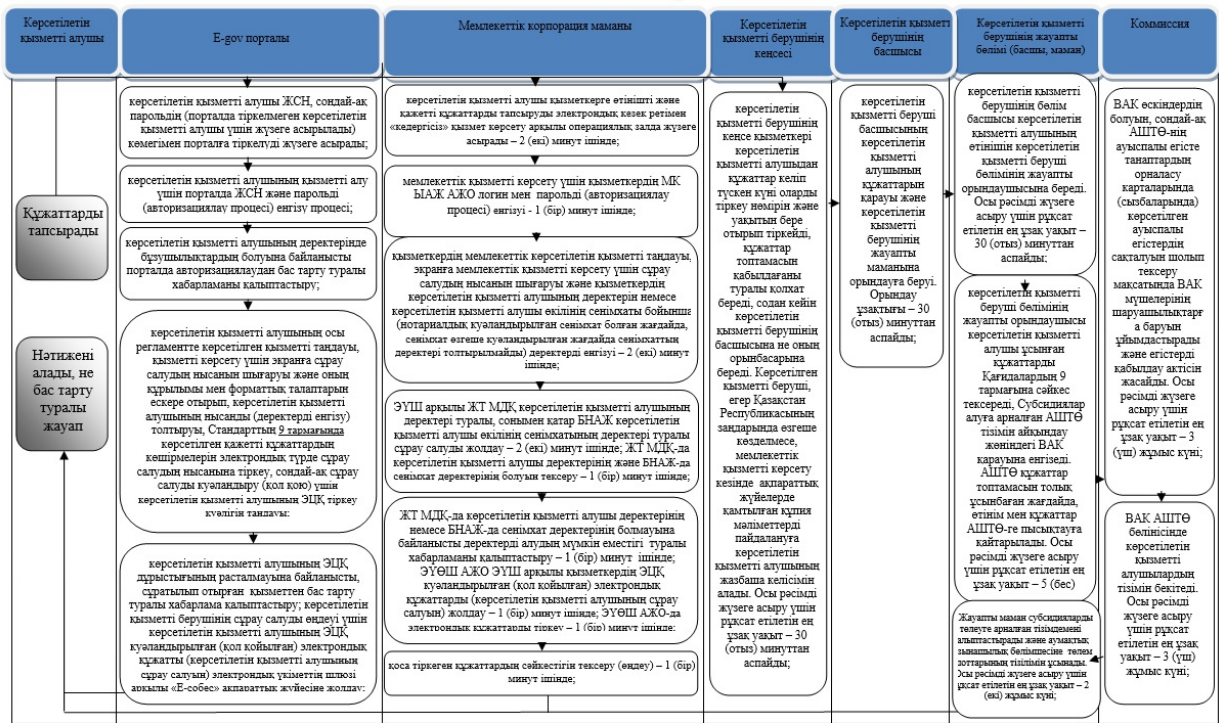 Көрсетілетін
қызметті алушы
E-gov порталы
Мемлекеттік корпорация маманы
Көрсетілетін
қызметті берушінің
кеңсесі
Көрсетілетін қызметті
берушінің
басшысы
Көрсетілетін қызметті
берушінің жауапты
бөлімі (басшы, маман)
Коммиссия
Құжаттарды
тапсырады
Нәтижені
алады, не
бас тарту
туралы
жауап
көрсетілетін қызметті алушы ЖСН, сондай-ақ
парольдің (порталда тіркелмеген көрсетілетін
қызметті алушы үшін жүзеге асырылады)
көмегімен порталға тіркелуді жүзеге асырады;
көрсетілетін қызметті алушының қызметті алу
үшін порталда ЖСН және парольді
(авторизациялау процесі) енгізу процесі;
көрсетілетін қызметті алушының деректерінде
бұзушылықтардың болуына байланысты
порталда авторизациялаудан бас тарту туралы
хабарламаны қалыптастыру;
көрсетілетін қызметті алушының осы
регламентте көрсетілген қызметті таңдауы,
қызметті көрсету үшін экранға сұрау
салудың нысанын шығаруы және оның
құрылымы мен форматтық талаптарын
ескере отырып, көрсетілетін қызметті
алушының нысанды (деректерді енгізу)
толтыруы, Стандарттың 9 тармағында
көрсетілген қажетті құжаттардың
көшірмелерін электрондық түрде сұрау
салудың нысанына тіркеу, сондай-ақ сұрау
салуды куәландыру (қол қою) үшін
көрсетілетін қызметті алушының ЭЦҚ тіркеу
куәлігін таңдауы;
көрсетілетін қызметті алушының ЭЦҚ
дұрыстығының расталмауына байланысты,
сұратылып отырған қызметтен бас тарту
туралы хабарлама қалыптастыру; көрсетілетін
қызметті берушінің сұрау салуды өңдеуі үшін
көрсетілетін қызметті алушының ЭЦҚ
куәландырылған (қол қойылған) электрондық
құжатты (көрсетілетін қызметті алушының
сұрау салуын) электрондық үкіметтің шлюзі
арқылы «Е-собес» ақпараттық жүйесіне жолдау;
көрсетілетін қызметті алушы қызметкерге өтінішті және
қажетті құжаттарды тапсыруды электрондық кезек ретімен
«кедергісіз» қызмет көрсету арқылы операциялық залда жүзеге
асырады – 2 (екі) минут ішінде;
мемлекеттік қызметті көрсету үшін қызметкердің МК
ЫАЖ АЖО логин мен парольді (авторизациялау
процесі) енгізуі - 1 (бір) минут ішінде;
қызметкердің мемлекеттік көрсетілетін қызметті таңдауы,
экранға мемлекеттік қызметті көрсету үшін сұрау
салудың нысанын шығаруы және қызметкердің
көрсетілетін қызметті алушының деректерін немесе
көрсетілетін қызметті алушы өкілінің сенімхаты бойынша
(нотариалдық куәландырылған сенімхат болған жағдайда,
сенімхат өзгеше куәландырылған жағдайда сенімхаттың
деректері толтырылмайды) деректерді енгізуі – 2 (екі) минут
ішінде;
ЭҮШ арқылы ЖТ МДҚ көрсетілетін қызметті алушының
деректері туралы, сонымен қатар БНАЖ көрсетілетін
қызметті алушы өкілінің сенімхатының деректері туралы
сұрау салуды жолдау – 2 (екі) минут ішінде; ЖТ МДҚ-да
көрсетілетін қызметті алушы деректерінің және БНАЖ-да
сенімхат деректерінің болуын тексеру – 1 (бір) минут ішінде;
ЖТ МДҚ-да көрсетілетін қызметті алушы деректерінің
немесе БНАЖ-да сенімхат деректерінің болмауына
байланысты деректерді алудың мүмкін еместігі туралы
хабарламаны қалыптастыру – 1 (бір) минут ішінде;
ЭҮӨШ АЖО ЭҮШ арқылы қызметкердің ЭЦҚ
куәландырылған (қол қойылған) электрондық
құжаттарды (көрсетілетін қызметті алушының сұрау
салуын) жолдау – 1 (бір) минут ішінде; ЭҮӨШ АЖО-да
электрондық құжаттарды тіркеу – 1 (бір) минут ішінде;
қоса тіркеген құжаттардың сәйкестігін тексеру (өңдеу) – 1 (бір)
минут ішінде;
көрсетілетін
қызметті берушінің
кеңсе қызметкері
көрсетілетін қызметті
алушыдан
құжаттар келіп
түскен күні оларды
тіркеу нөмірін және
уақытын бере
отырып тіркейді,
құжаттар
топтамасын
қабылдағаны
туралы қолхат
береді, содан кейін
көрсетілетін
қызметті берушінің
басшысына не оның
орынбасарына
береді. Көрсетілген
қызметті беруші,
егер Қазақстан
Республикасының
заңдарында өзгеше
көзделмесе,
мемлекеттік
қызметті көрсету
кезінде ақпараттық
жүйелерде
қамтылған құпия
мәліметтерді
пайдалануға
көрсетілетін
қызметті алушының
жазбаша келісімін
алады. Осы рәсімді
жүзеге асыру үшін
рұқсат етілетін ең
ұзақ уақыт – 30
(отыз) минуттан
аспайды;
көрсетілетін
қызметті беруші
басшысының
көрсетілетін
қызметті
алушының
құжаттарын
қарауы және
көрсетілетін
қызметті
берушінің
жауапты
маманына
орындауға беруі.
Орындау
ұзақтығы – 30
(отыз) минуттан
аспайды;
көрсетілетін қызметті
берушінің бөлім
басшысы көрсетілетін
қызметті алушының
өтінішін көрсетілетін
қызметті беруші
бөлімінің жауапты
орындаушысына береді.
Осы рәсімді жүзеге
асыру үшін рұқсат
етілетін ең ұзақ уақыт –
30 (отыз) минуттан
аспайды;
көрсетілетін қызметті
беруші бөлімінің жауапты
орындаушысы көрсетілетін
қызметті алушы ұсынған
құжаттарды
Қағидалардың 9
тармағына сәйкес
тексереді, Субсидиялар
алуға арналған АШТӨ
тізімін айқындау
жөніндегі ВАК
қарауына енгізеді.
АШТӨ құжаттар
топтамасын толық
ұсынбаған жағдайда,
өтінім мен құжаттар
АШТӨ-ге пысықтауға
қайтарылады. Осы
рәсімді жүзеге асыру
үшін рұқсат етілетін ең
ұзақ уақыт – 5 (бес)
Жауапты маман субсидияларды
төлеуге арналған тізімдемені
және аумақтық
төлем
тізілімін ұсынады.
рәсімді жүзеге асыру үшін
етілетін ең ұзақ уақыт – 2
(екі) жұмыс күні;
ВАК өскіндердің
болуын, сондай-ақ
АШТӨ-нің
ауыспалы егісте
танаптардың
орналасу
карталарында
(сызбаларында)
көрсетілген
ауыспалы
егістердің
сақталуын шолып
тексеру
мақсатында ВАК
мүшелерінің
шаруашылықтарғ
а баруын
ұйымдастырады
және егістерді
қабылдау актісін
жасайды. Осы
рәсімді жүзеге
асыру үшін
рұқсат етілетін ең
ұзақ уақыт – 3
(үш) жұмыс күні;
ВАК АШТӨ
бөлінісінде
көрсетілетін
қызметті
алушылардың
тізімін бекітеді.
Осы рәсімді
жүзеге асыру
үшін рұқсат
етілетін ең ұзақ
уақыт – 3 (үш)
жұмыс күні;